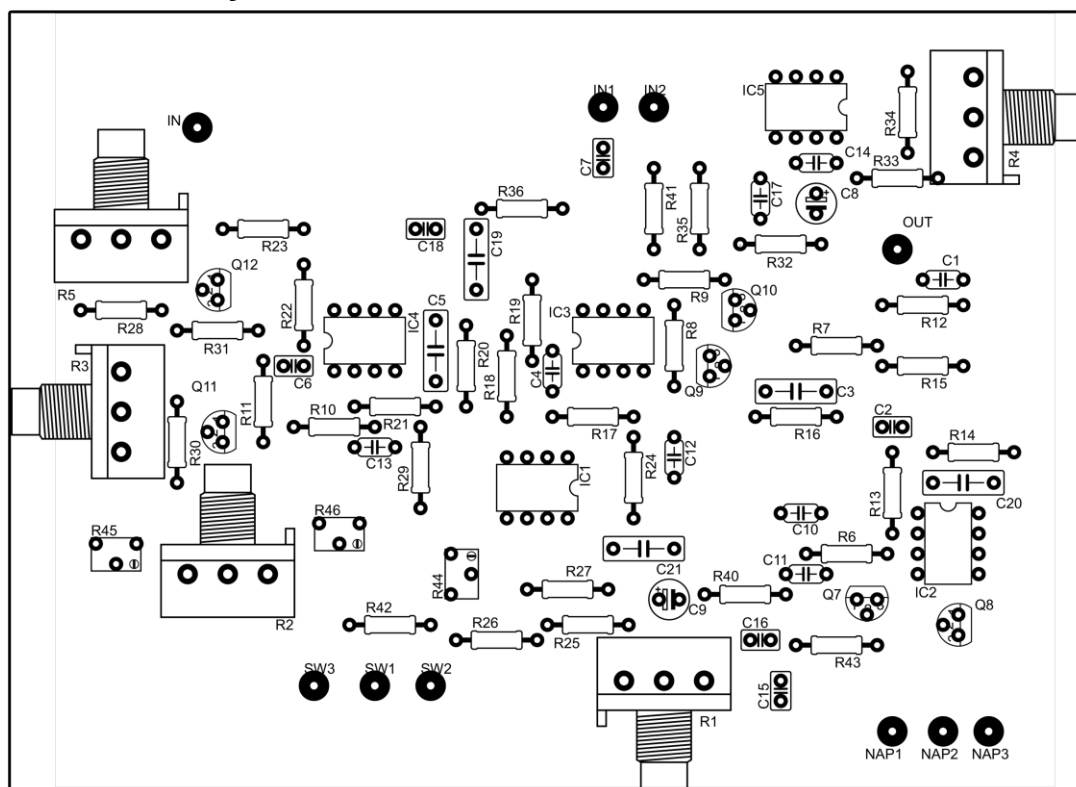 IN
IN1
IN2
IC5
R34
R4
C7
C14
R33
R36
R41
C17
C8
R35
C18
C19
R23
R32
OUT
Q12
C1
R5
R9
Q10
R22
R19
R12
R28
C5
IC3
R31
IC4
R8
R7
R3
R20
C6
C4
Q9
R15
Q11
R18
C3
R11
R21
R10
R17
R16
C2
R30
C13
R24
C12
R14
R29
IC1
R13
C20
R45
R46
C10
R6
C21
C11
R44
R27
R40
Q7
IC2
Q8
C9
R42
R26
R25
C16
R2
R43
SW3
SW1
SW2
C15
R1
NAP1
NAP2
NAP3